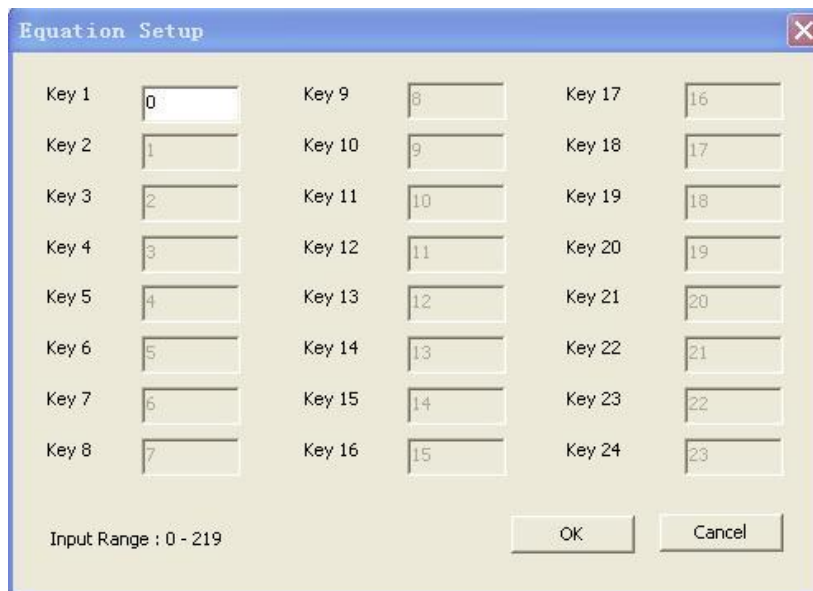 Equation Setup
Key 1 0 Key 9 8 Key 17 16
Key 2 1 Key 10 9 Key 18 17
Key 3 2 Key 11 10 Key 19 18
Key 4 3 Key 12 11 Key 20 19
Key 5 4 Key 13 12 Key 21 20
Key 6 5 Key 14 13 Key 22 21
Key 7 6 Key 15 14 Key 23 22
Key 8 7 Key 16 15 Key 24 23
Input Range : 0 - 219 OK Cancel